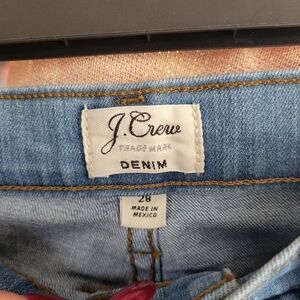 J.Crew
TRADE MARK
DENIM
28
MADE IN
MEXICO